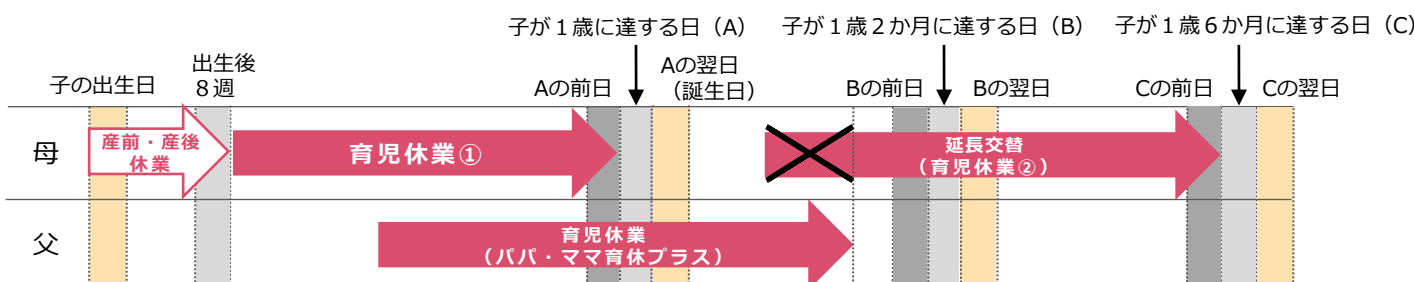 子が１歳に達する日（A）
子が１歳２か月に達する日（B）
子が１歳６か月に達する日（C）
子の出生日
出生後
８週
Aの前日
Aの翌日
（誕生日）
Bの前日
Bの翌日
Cの前日
Cの翌日
母
産前・産後
休業
育児休業①
延長交替
（育児休業②）
父
育児休業
（パパ・ママ育休プラス）